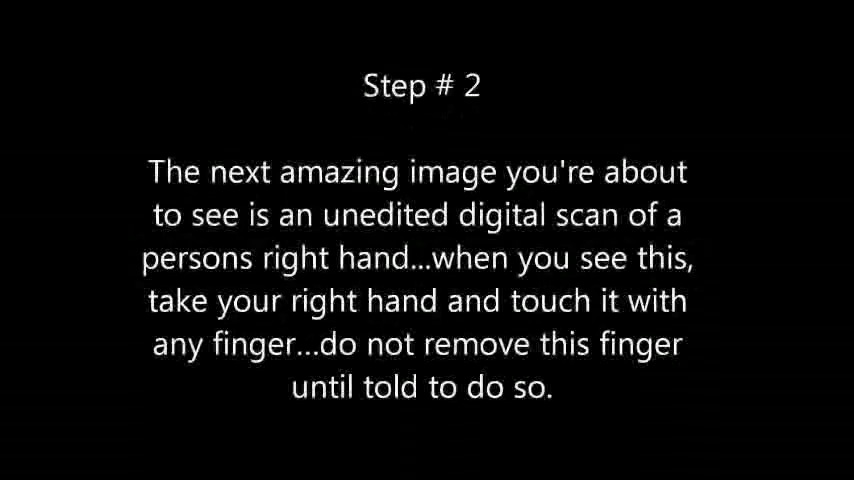 Step # 2
The next amazing image you're about
to see is an unedited digital scan of a
persons right hand...when you see this,
take your right hand and touch it with
any finger...do not remove this finger
until told to do so.